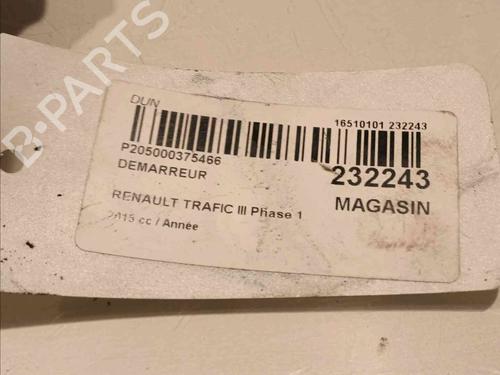 B-PARTS
DUN
16510101 232243
P205000375466
DEMARREUR
232243
RENAULT TRAFIC III Phase 1
MAGASIN
cc / Année